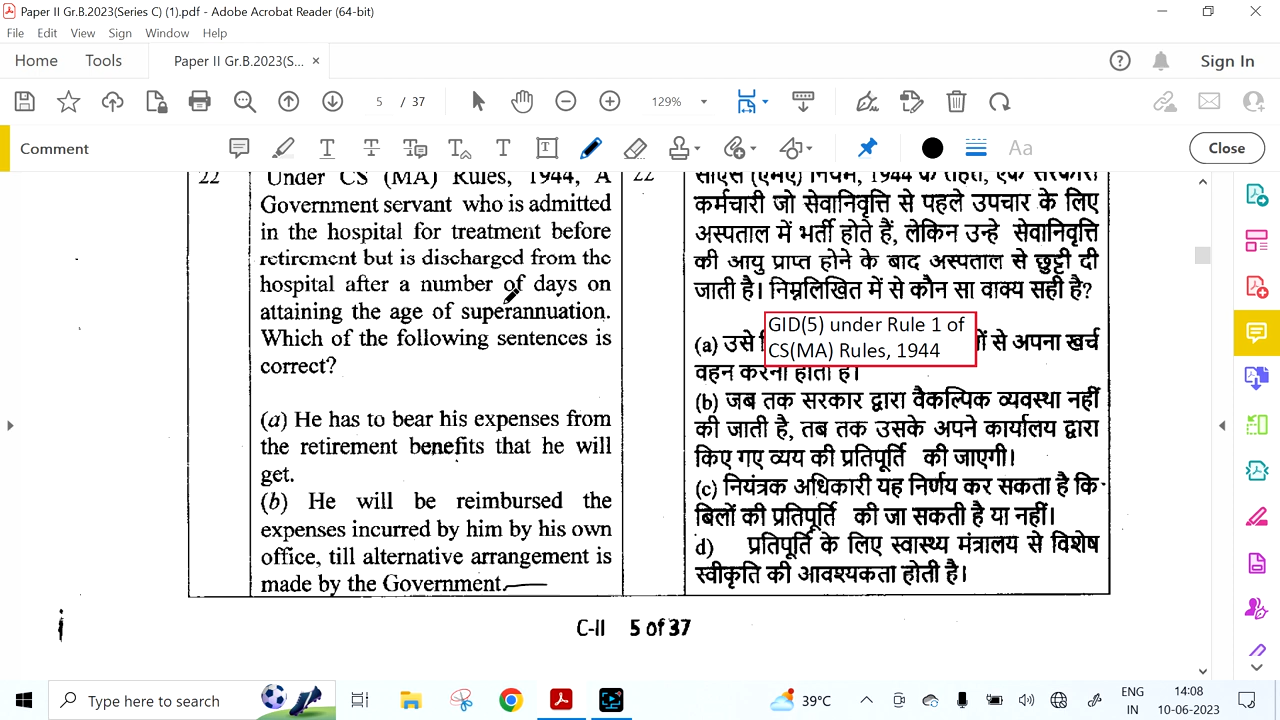 Paper II Gr.B.2023(Series C) (1).pdf - Adobe Acrobat Reader (64-bit)
File Edit View Sign Window Help
Home Tools Paper II Gr.B.2023(S... × Sign In
5 / 37 129%
Comment Close
22 Under CS (MA) Rules, 1944, A
Government servant who is admitted
in the hospital for treatment before
retirement but is discharged from the
hospital after a number of days on
attaining the age of superannuation.
Which of the following sentences is
correct?
(a) He has to bear his expenses from
the retirement benefits that he will
get.
(b) He will be reimbursed the
expenses incurred by him by his own
office, till alternative arrangement is
made by the Government.
22 सीएस (एमए) नियम, 1944 के तहत, एक सरकारी
कर्मचारी जो सेवानिवृत्ति से पहले उपचार के लिए
अस्पताल में भर्ती होते हैं, लेकिन उन्हे सेवानिवृत्ति
की आयु प्राप्त होने के बाद अस्पताल से छुट्टी दी
जाती है। निम्नलिखित में से कौन सा वाक्य सही है?
GID(5) under Rule 1 of
CS(MA) Rules, 1944
(a) उसे से अपना खर्च
वहन करना होता है।
(b) जब तक सरकार द्वारा वैकल्पिक व्यवस्था नहीं
की जाती है, तब तक उसके अपने कार्यालय द्वारा
किए गए व्यय की प्रतिपूर्ति की जाएगी।
(c) नियंत्रक अधिकारी यह निर्णय कर सकता है कि
बिलों की प्रतिपूर्ति की जा सकती है या नहीं।
d) प्रतिपूर्ति के लिए स्वास्थ्य मंत्रालय से विशेष
स्वीकृति की आवश्यकता होती है।
C-II 5 of 37
Type here to search
39°C
ENG
IN
14:08
10-06-2023